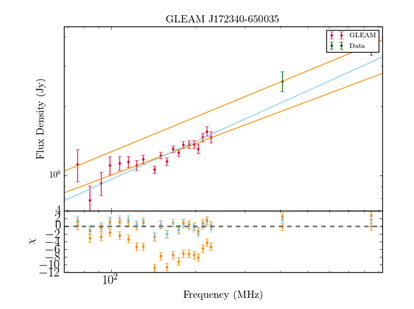 GLEAM J172340-650035
GLEAM
Data
Flux Density (Jy)
10⁰
4
2
0
−2
−4
−6
−8
−10
−12
χ
10²
Frequency (MHz)